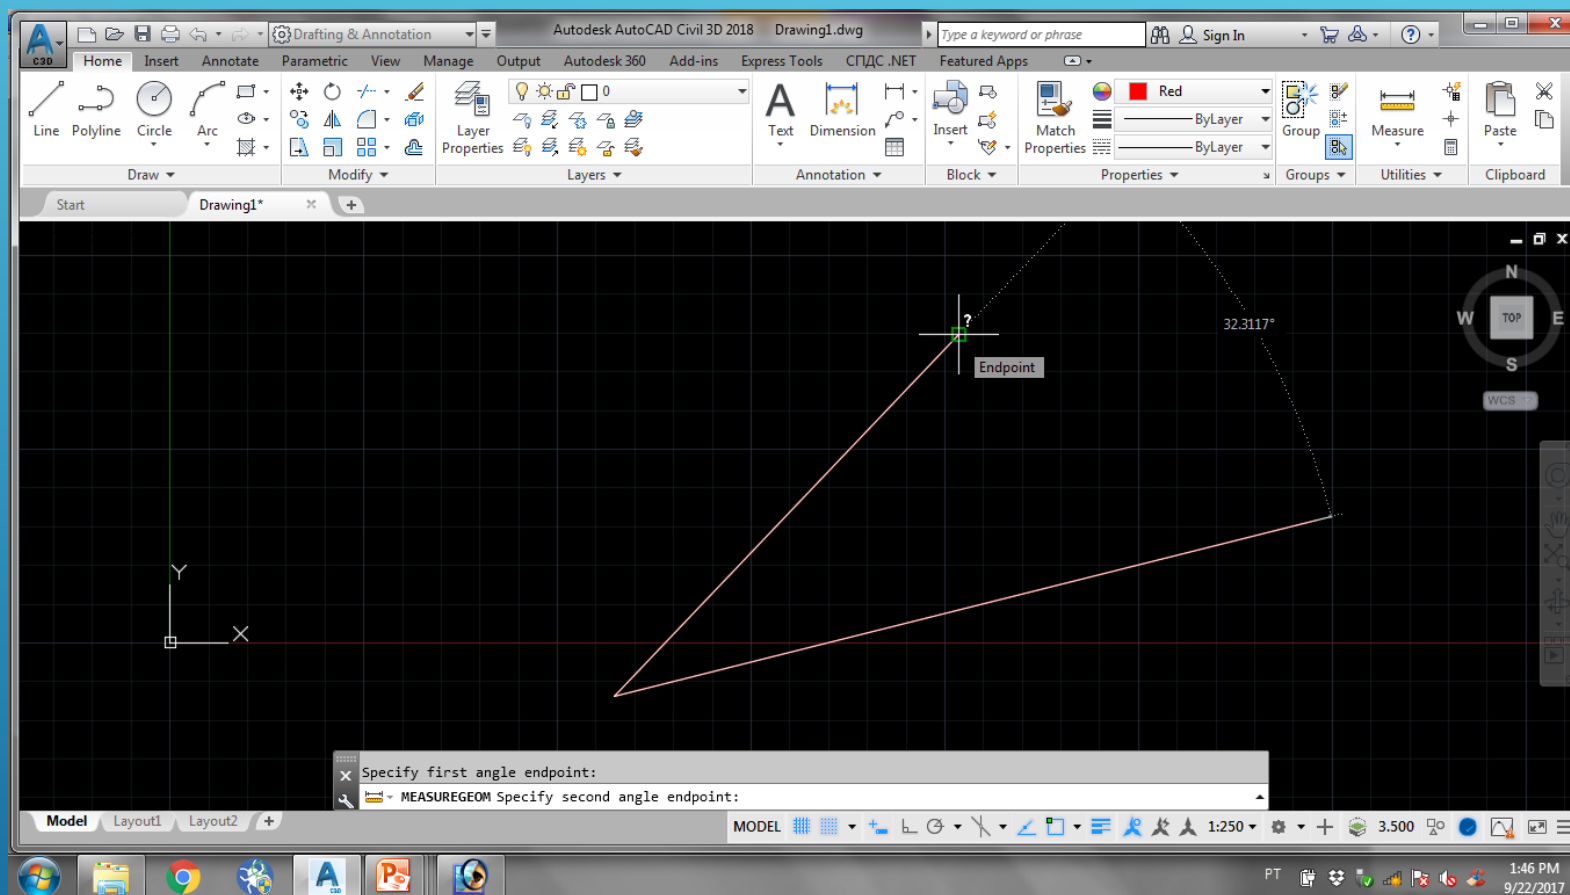 Autodesk AutoCAD Civil 3D 2018 Drawing1.dwg
Drafting & Annotation
Type a keyword or phrase
Sign In
?
A
C3D
Home Insert Annotate Parametric View Manage Output Autodesk 360 Add-ins Express Tools СПДС .NET Featured Apps
0
Red
ByLayer
ByLayer
Line Polyline Circle Arc
Layer
Properties
A
Text Dimension
Insert
Match
Properties
Group
Measure
Paste
Draw Modify Layers Annotation Block Properties Groups Utilities Clipboard
Start Drawing1* +
N
W TOP E
S
WCS
?
32.3117°
Endpoint
Y
X
Specify first angle endpoint:
MEASUREGEOM Specify second angle endpoint:
Model Layout1 Layout2 +
MODEL 1:250 3.500
A
C3D
P
PT
1:46 PM
9/22/2017